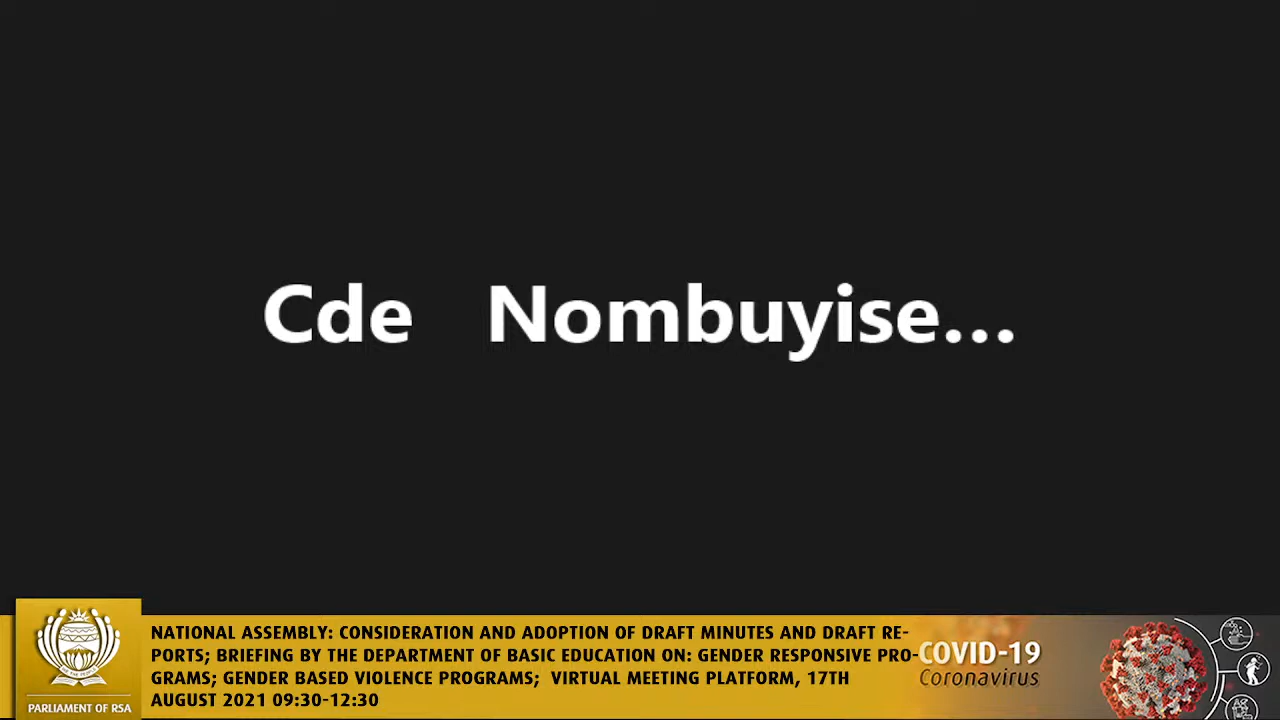 Cde Nombuyise...
NATIONAL ASSEMBLY: CONSIDERATION AND ADOPTION OF DRAFT MINUTES AND DRAFT RE-
PORTS; BRIEFING BY THE DEPARTMENT OF BASIC EDUCATION ON: GENDER RESPONSIVE PRO-
GRAMS; GENDER BASED VIOLENCE PROGRAMS; VIRTUAL MEETING PLATFORM, 17TH
AUGUST 2021 09:30-12:30
PARLIAMENT OF RSA
COVID-19
Coronavirus